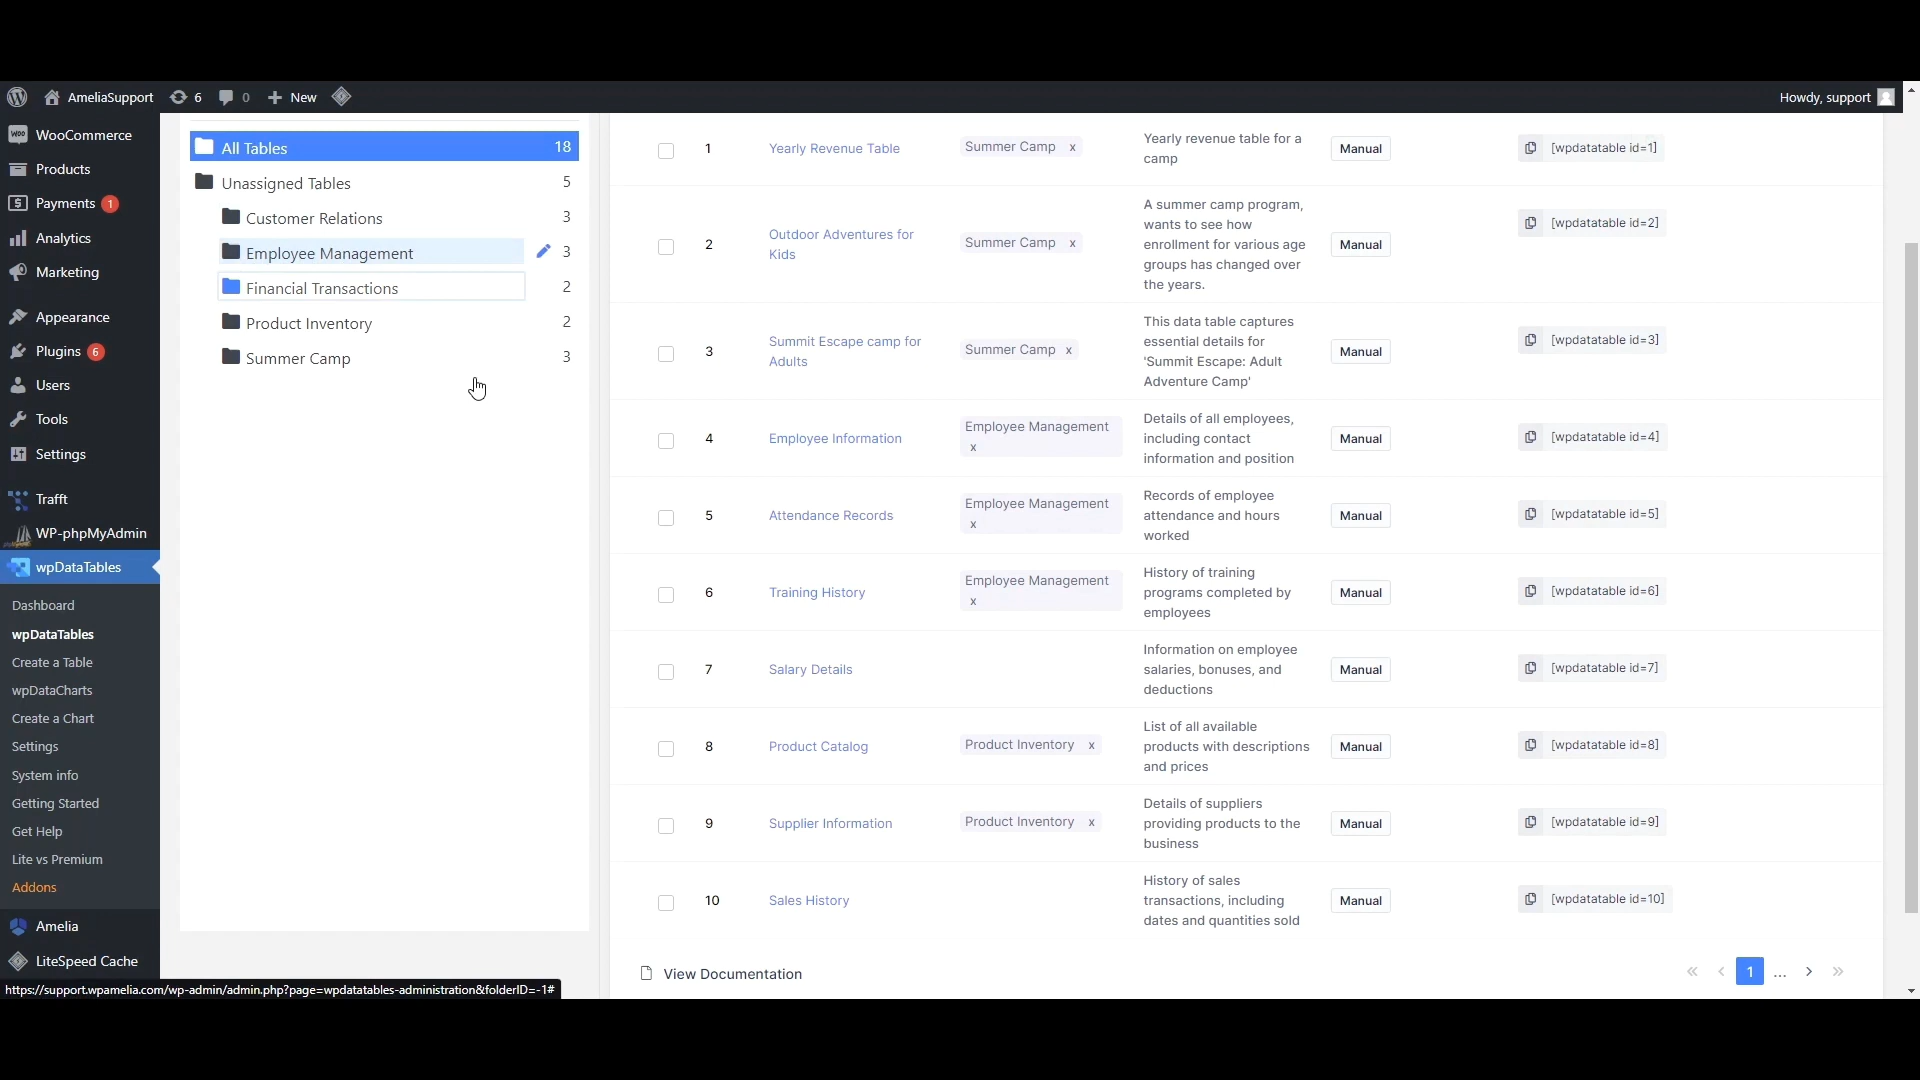 AmeliaSupport 6 0 New Howdy, support
WooCommerce
Products
Payments 1
Analytics
Marketing
Appearance
Plugins 6
Users
Tools
Settings
Trafft
WP-phpMyAdmin
wpDataTables
Dashboard
wpDataTables
Create a Table
wpDataCharts
Create a Chart
Settings
System info
Getting Started
Get Help
Lite vs Premium
Addons
Amelia
LiteSpeed Cache
https://support.wpamelia.com/wp-admin/admin.php?page=wpdatatables-administration&folderID=-1#
All Tables 18
Unassigned Tables 5
Customer Relations 3
Employee Management 3
Financial Transactions 2
Product Inventory 2
Summer Camp 3
1 Yearly Revenue Table Summer Camp x Yearly revenue table for a Manual [wpdatatable id=1]
camp
2 Outdoor Adventures for Summer Camp x A summer camp program, Manual [wpdatatable id=2]
Kids wants to see how
enrollment for various age
groups has changed over
the years.
3 Summit Escape camp for Summer Camp x This data table captures Manual [wpdatatable id=3]
Adults essential details for
'Summit Escape: Adult
Adventure Camp'
4 Employee Information Employee Management x Details of all employees, Manual [wpdatatable id=4]
including contact
information and position
5 Attendance Records Employee Management x Records of employee Manual [wpdatatable id=5]
attendance and hours
worked
6 Training History Employee Management x History of training Manual [wpdatatable id=6]
programs completed by
employees
7 Salary Details Information on employee Manual [wpdatatable id=7]
salaries, bonuses, and
deductions
8 Product Catalog Product Inventory x List of all available Manual [wpdatatable id=8]
products with descriptions
and prices
9 Supplier Information Product Inventory x Details of suppliers Manual [wpdatatable id=9]
providing products to the
business
10 Sales History History of sales Manual [wpdatatable id=10]
transactions, including
dates and quantities sold
View Documentation « ‹ 1 ... › »